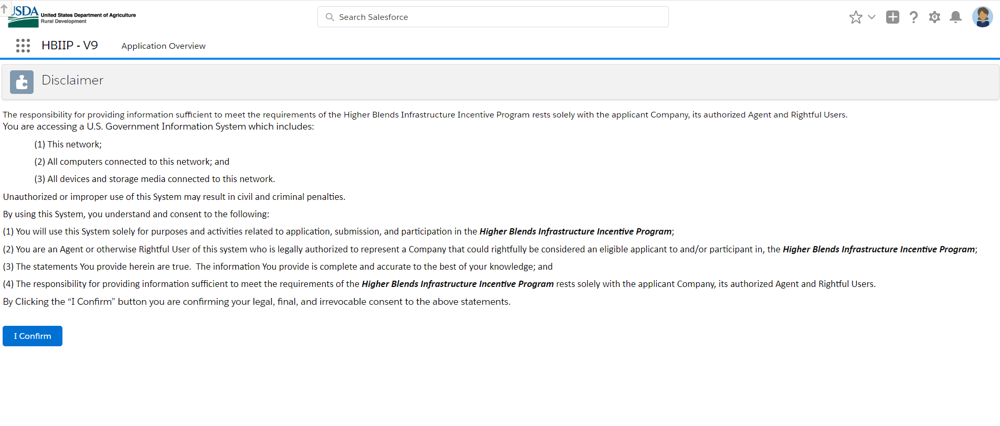 USDA United States Department of Agriculture
Rural Development
Search Salesforce
HBIIP - V9 Application Overview
Disclaimer
The responsibility for providing information sufficient to meet the requirements of the Higher Blends Infrastructure Incentive Program rests solely with the applicant Company, its authorized Agent and Rightful Users.
You are accessing a U.S. Government Information System which includes:
(1) This network;
(2) All computers connected to this network; and
(3) All devices and storage media connected to this network.
Unauthorized or improper use of this System may result in civil and criminal penalties.
By using this System, you understand and consent to the following:
(1) You will use this System solely for purposes and activities related to application, submission, and participation in the Higher Blends Infrastructure Incentive Program;
(2) You are an Agent or otherwise Rightful User of this system who is legally authorized to represent a Company that could rightfully be considered an eligible applicant to and/or participant in, the Higher Blends Infrastructure Incentive Program;
(3) The statements You provide herein are true.  The information You provide is complete and accurate to the best of your knowledge; and
(4) The responsibility for providing information sufficient to meet the requirements of the Higher Blends Infrastructure Incentive Program rests solely with the applicant Company, its authorized Agent and Rightful Users.
By Clicking the “I Confirm” button you are confirming your legal, final, and irrevocable consent to the above statements.
I Confirm